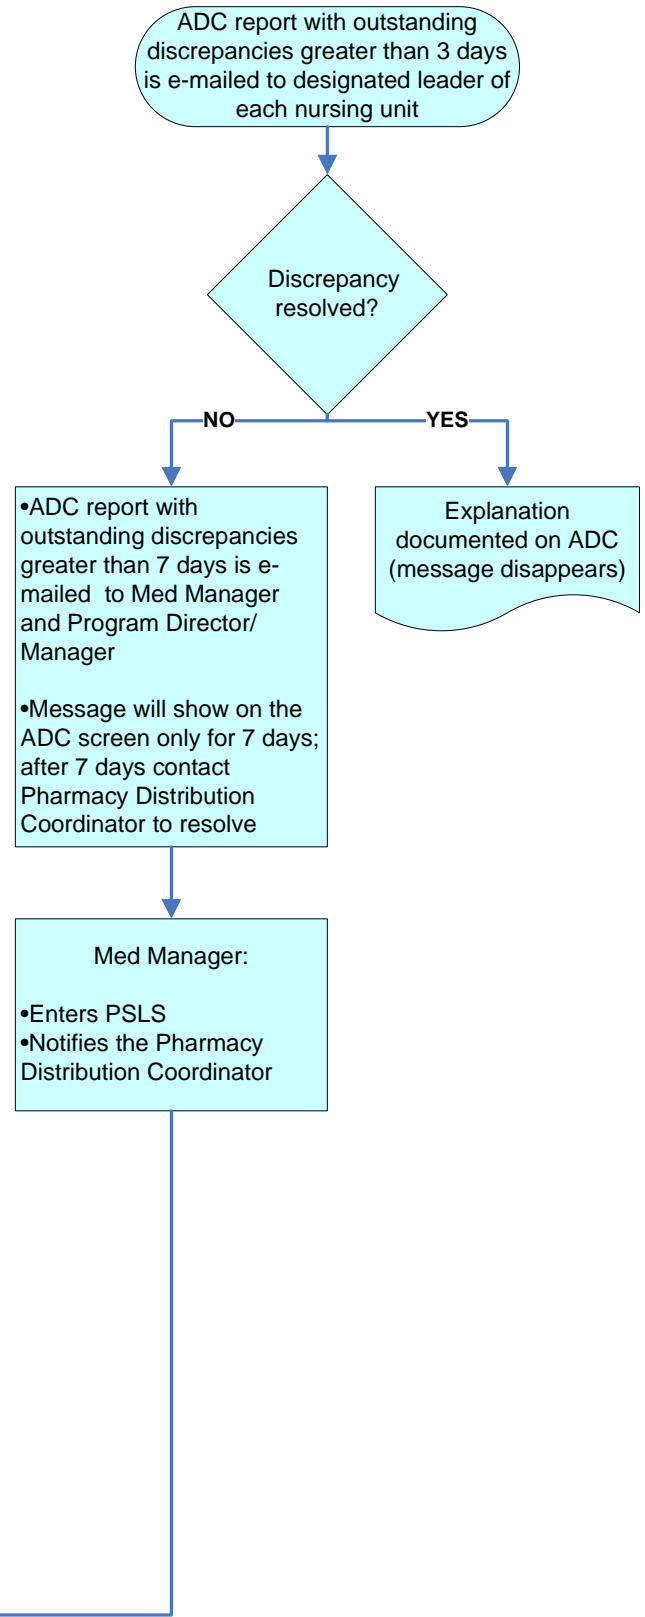 ADC report with outstanding
discrepancies greater than 3 days
is e-mailed to designated leader of
each nursing unit
Discrepancy
resolved?
NO
YES
•ADC report with
outstanding discrepancies
greater than 7 days is e-
mailed  to Med Manager
and Program Director/
Manager
•Message will show on the
ADC screen only for 7 days;
after 7 days contact
Pharmacy Distribution
Coordinator to resolve
Explanation
documented on ADC
(message disappears)
Med Manager:
•Enters PSLS
•Notifies the Pharmacy
Distribution Coordinator